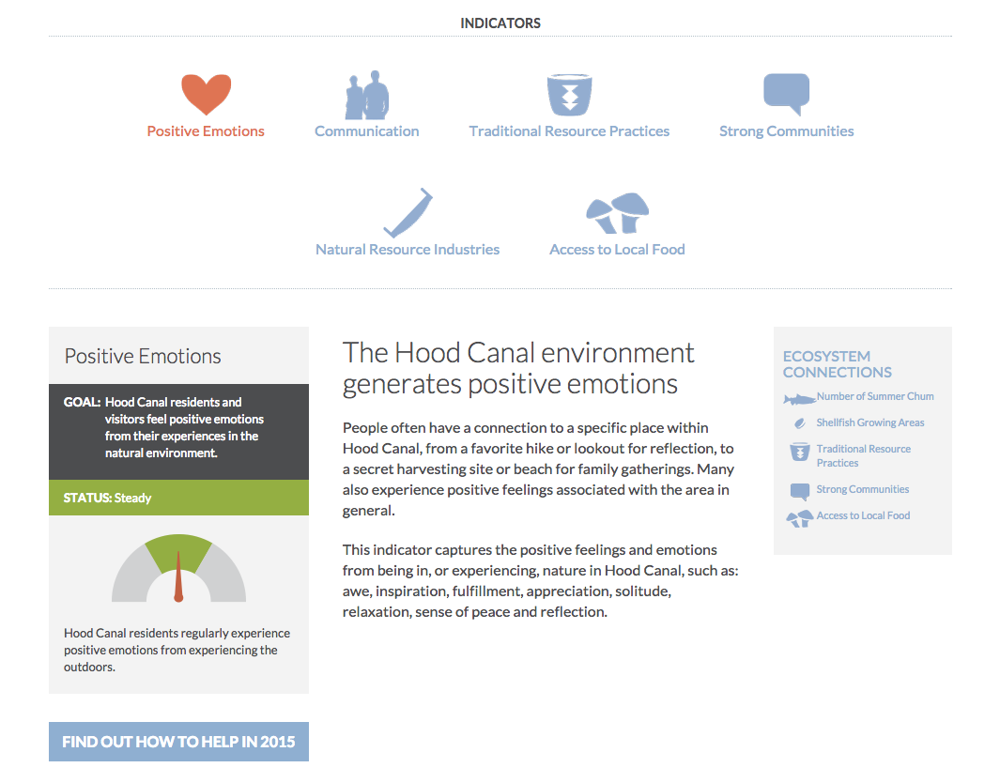 INDICATORS
Positive Emotions
Communication
Traditional Resource Practices
Strong Communities
Natural Resource Industries
Access to Local Food
Positive Emotions
GOAL: Hood Canal residents and
visitors feel positive emotions
from their experiences in the
natural environment.
STATUS: Steady
Hood Canal residents regularly experience
positive emotions from experiencing the
outdoors.
FIND OUT HOW TO HELP IN 2015
The Hood Canal environment
generates positive emotions
People often have a connection to a specific place within
Hood Canal, from a favorite hike or lookout for reflection, to
a secret harvesting site or beach for family gatherings. Many
also experience positive feelings associated with the area in
general.
This indicator captures the positive feelings and emotions
from being in, or experiencing, nature in Hood Canal, such as:
awe, inspiration, fulfillment, appreciation, solitude,
relaxation, sense of peace and reflection.
ECOSYSTEM
CONNECTIONS
Number of Summer Chum
Shellfish Growing Areas
Traditional Resource
Practices
Strong Communities
Access to Local Food